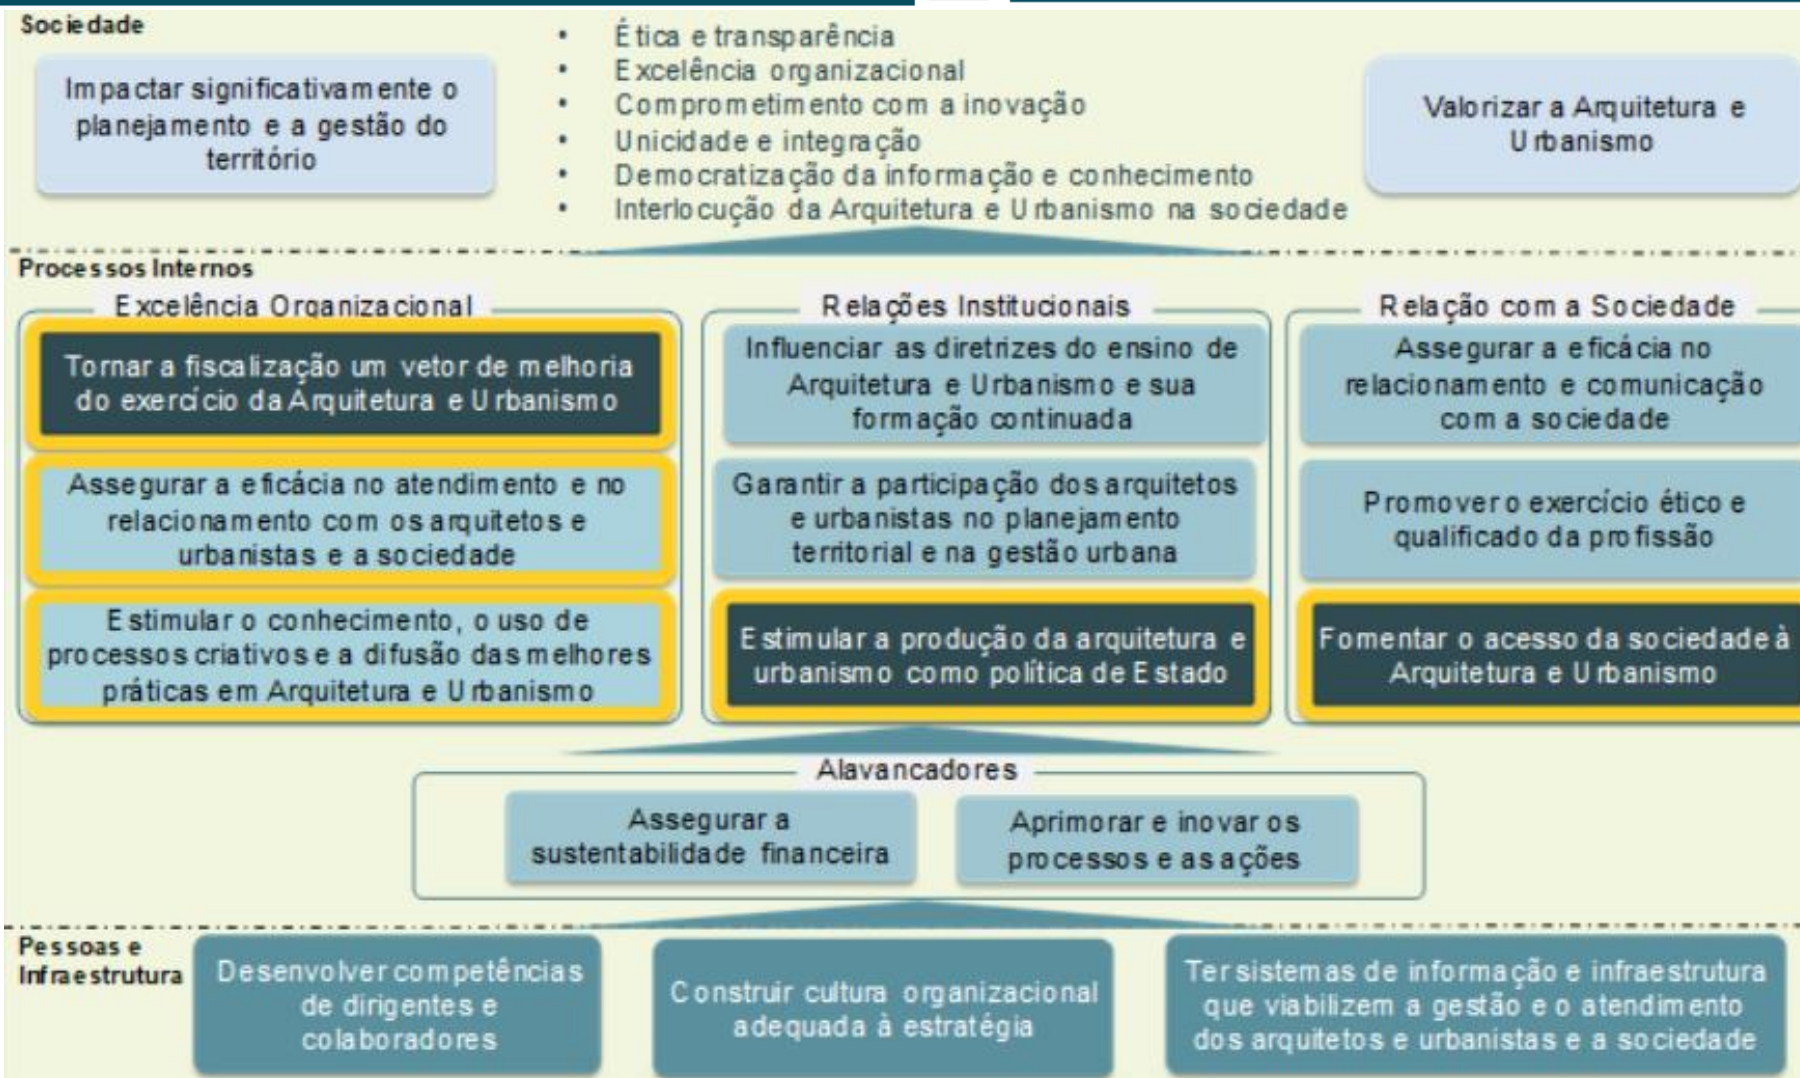 Sociedade
Impactar significativamente o
planejamento e a gestão do
território
• Ética e transparência
• Excelência organizacional
• Comprometimento com a inovação
• Unicidade e integração
• Democratização da informação e conhecimento
• Interlocução da Arquitetura e Urbanismo na sociedade
Valorizar a Arquitetura e
Urbanismo
Processos Internos
Excelência Organizacional
Tornar a fiscalização um vetor de melhoria
do exercício da Arquitetura e Urbanismo
Assegurar a eficácia no atendimento e no
relacionamento com os arquitetos e
urbanistas e a sociedade
Estimular o conhecimento, o uso de
processos criativos e a difusão das melhores
práticas em Arquitetura e Urbanismo
Relações Institucionais
Influenciar as diretrizes do ensino de
Arquitetura e Urbanismo e sua
formação continuada
Garantir a participação dos arquitetos
e urbanistas no planejamento
territorial e na gestão urbana
Estimular a produção da arquitetura e
urbanismo como política de Estado
Relação com a Sociedade
Assegurar a eficácia no
relacionamento e comunicação
com a sociedade
Promover o exercício ético e
qualificado da profissão
Fomentar o acesso da sociedade à
Arquitetura e Urbanismo
Alavancadores
Assegurar a
sustentabilidade financeira
Aprimorar e inovar os
processos e as ações
Pessoas e
Infraestrutura
Desenvolver competências
de dirigentes e
colaboradores
Construir cultura organizacional
adequada à estratégia
Ter sistemas de informação e infraestrutura
que viabilizem a gestão e o atendimento
dos arquitetos e urbanistas e a sociedade